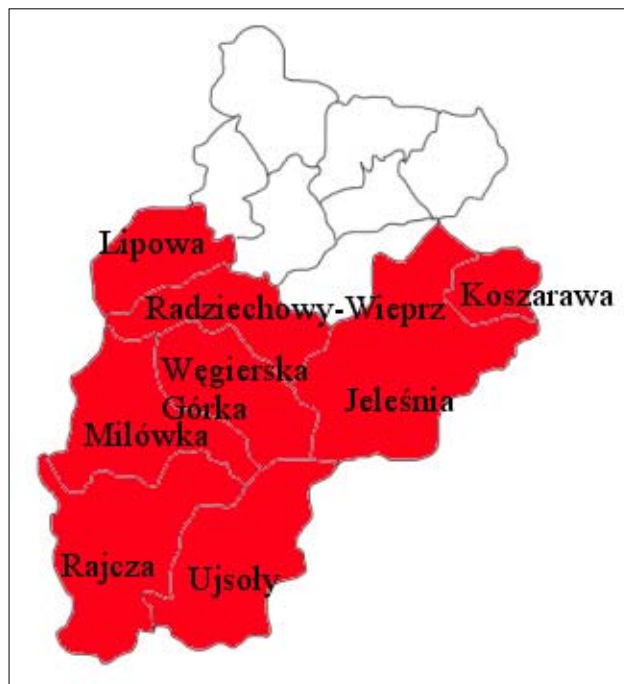 Lipowa
Radziechowy-Wieprz
Koszarawa
Węgierska
Górka
Jeleśnia
Milówka
Rajcza
Ujsoły